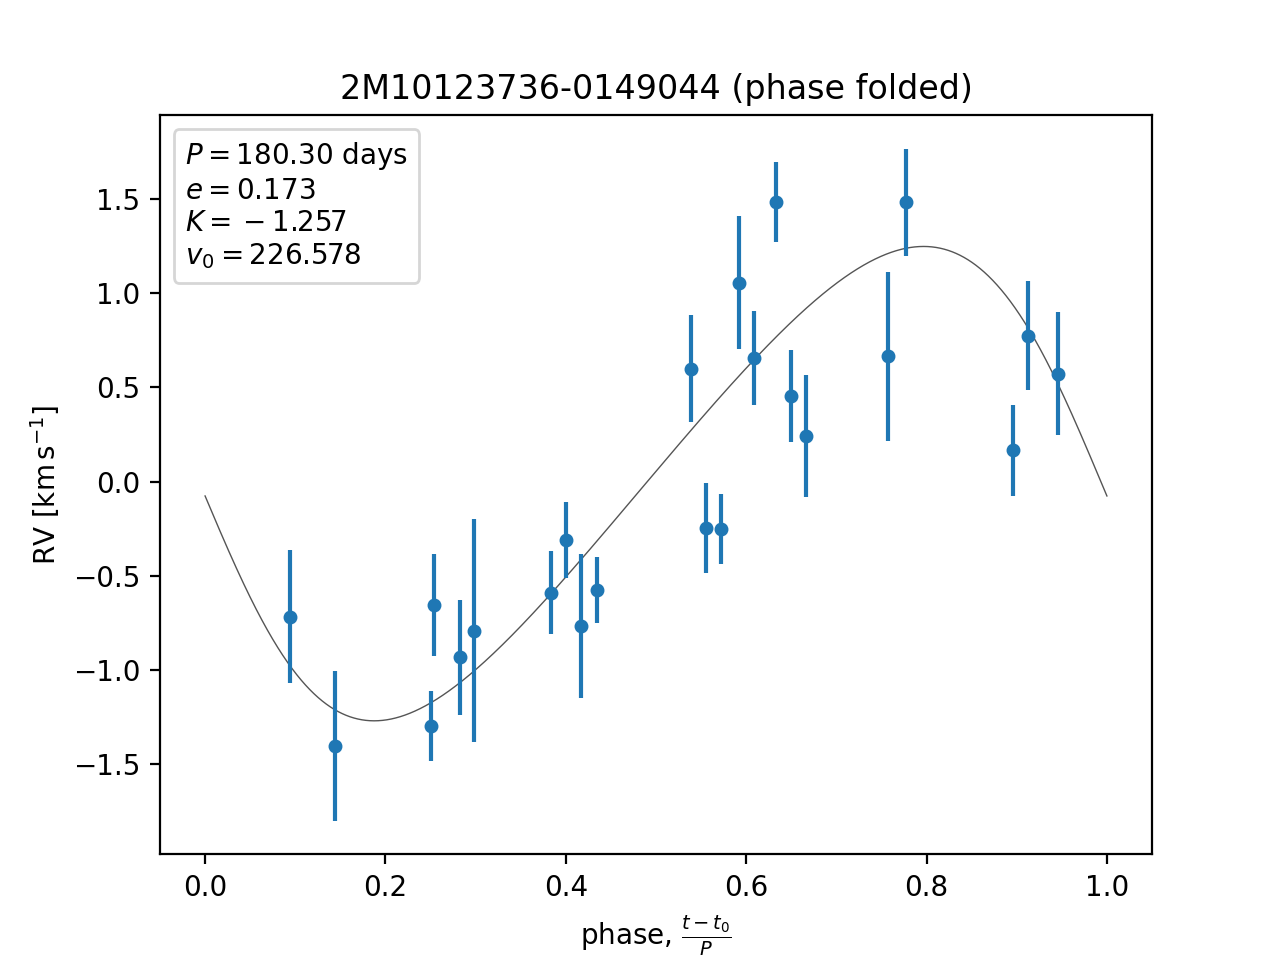 2M10123736-0149044 (phase folded)
P = 180.30 days
e = 0.173
K = −1.257
v₀ = 226.578
1.5
1.0
0.5
0.0
−0.5
−1.0
−1.5
RV [km s⁻¹]
0.0 0.2 0.4 0.6 0.8 1.0
phase, (t − t₀)/P